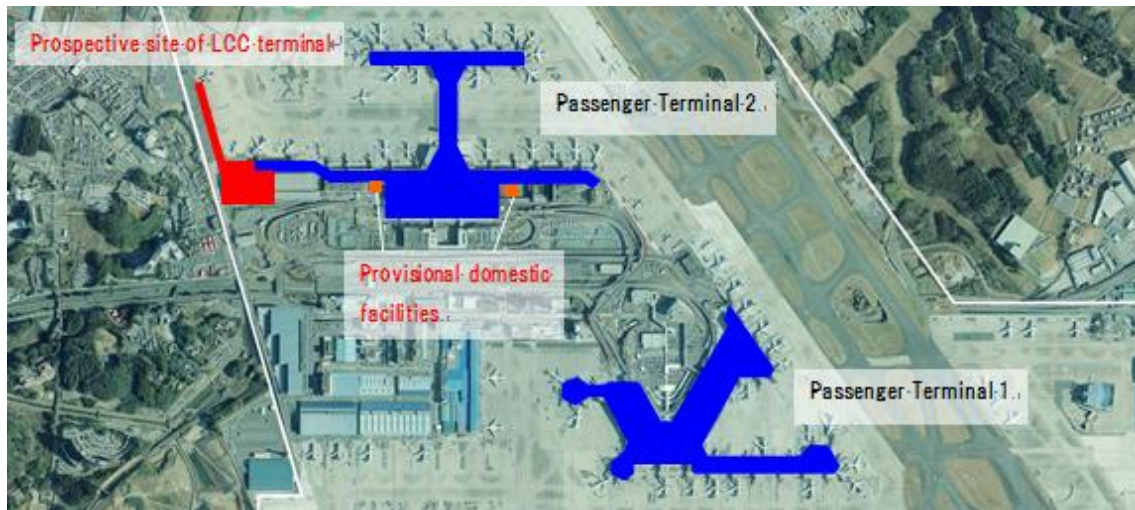 Prospective site of LCC terminal
Passenger Terminal 2
Provisional domestic
facilities
Passenger Terminal 1